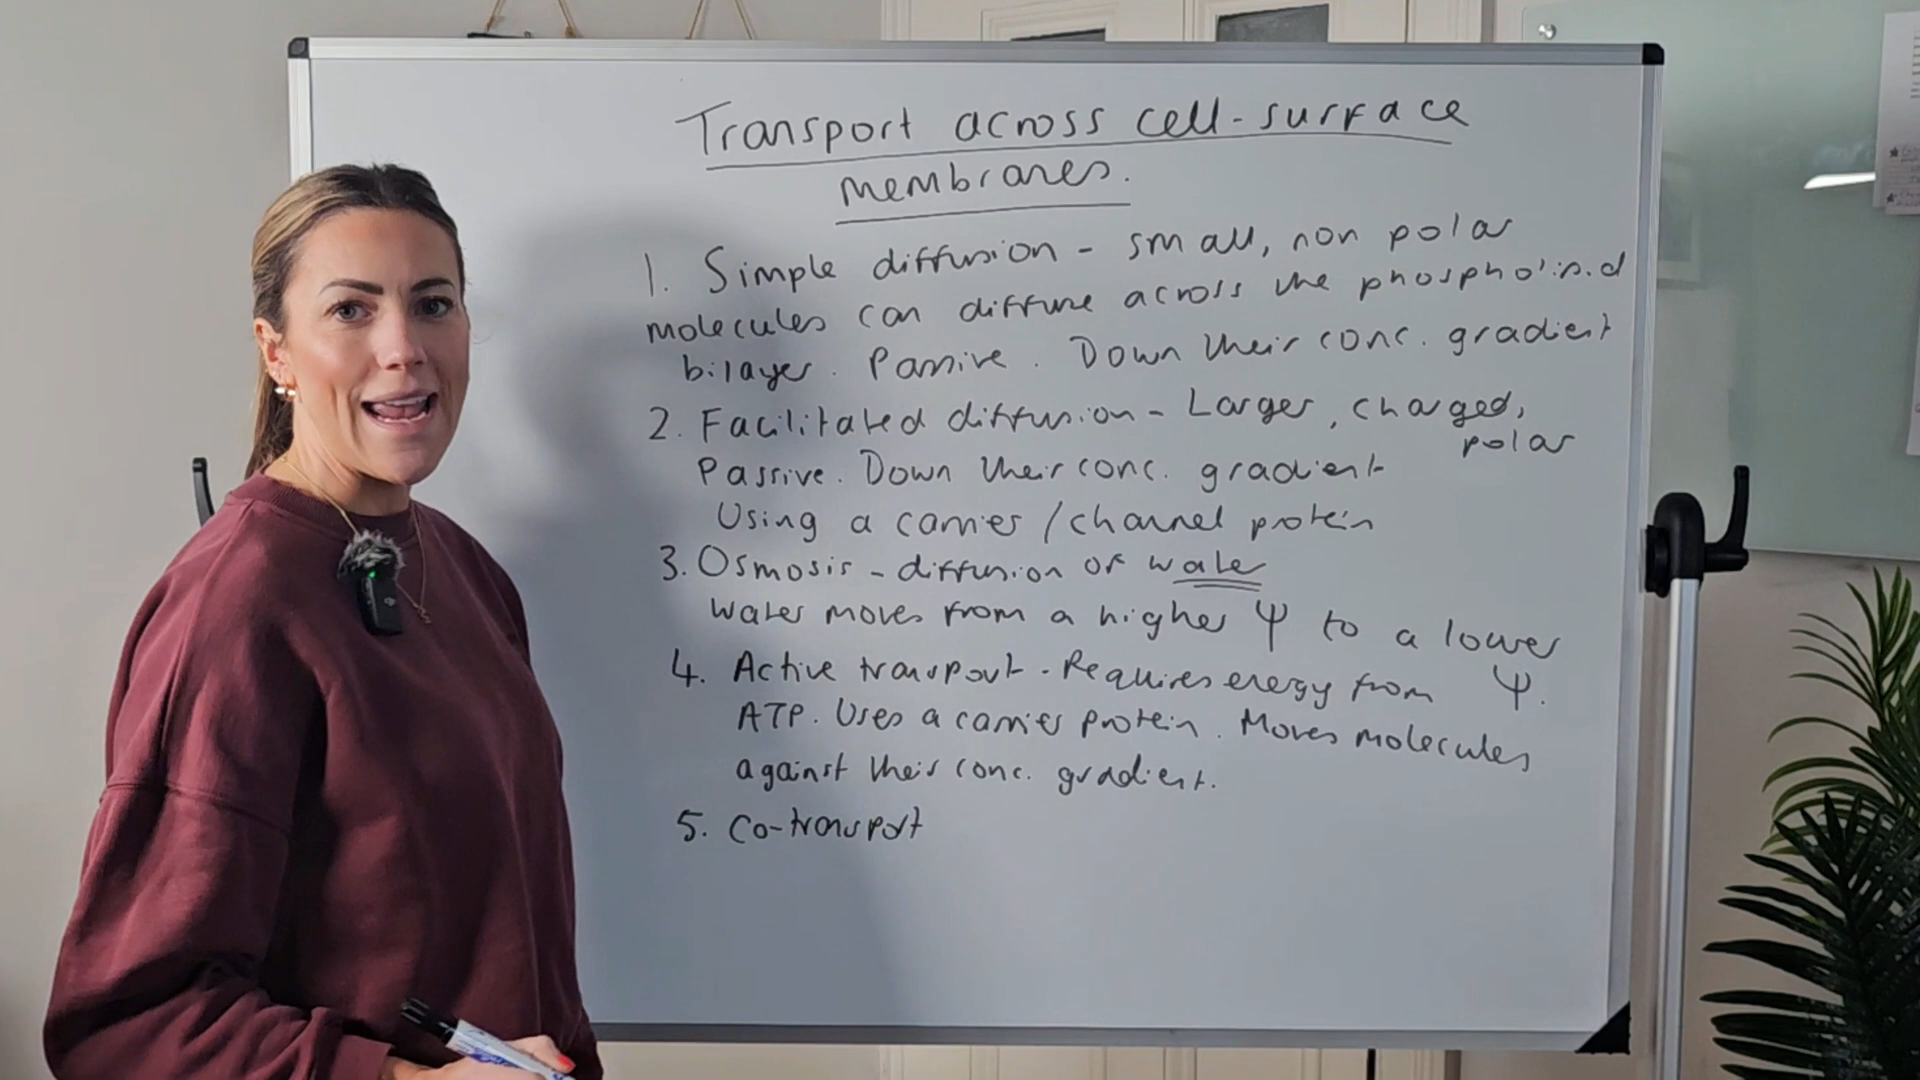 Transport across cell-surface
membranes.
1. Simple diffusion - small, non polar
molecules can diffuse across the phospholipid
bilayer. Passive. Down their conc. gradient
2. Facilitated diffusion - Larger, charged,
polar
Passive. Down their conc. gradient
Using a carrier / channel protein
3. Osmosis - diffusion of water
Water moves from a higher Ψ to a lower
Ψ.
4. Active transport - Requires energy from
ATP. Uses a carrier protein. Moves molecules
against their conc. gradient.
5. Co-transport